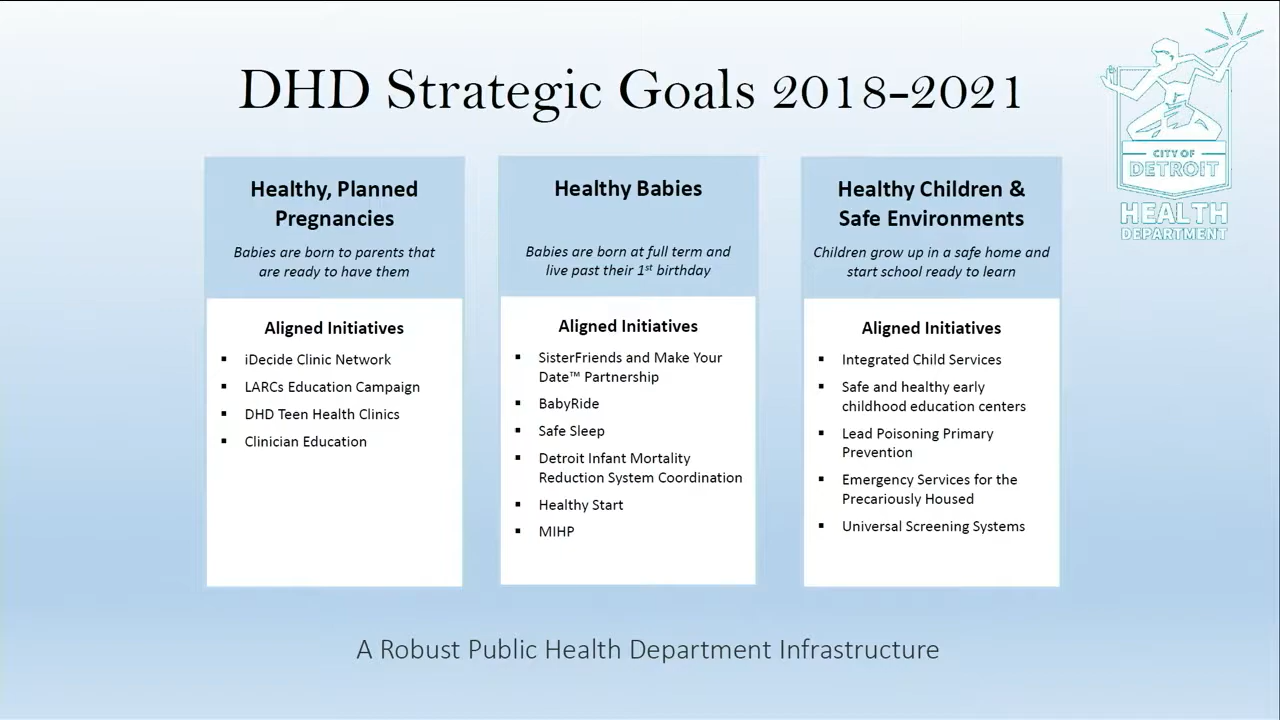 DHD Strategic Goals 2018-2021
CITY OF
DETROIT
HEALTH
DEPARTMENT
Healthy, Planned
Pregnancies
Babies are born to parents that
are ready to have them
Aligned Initiatives
▪ iDecide Clinic Network
▪ LARCs Education Campaign
▪ DHD Teen Health Clinics
▪ Clinician Education
Healthy Babies
Babies are born at full term and
live past their 1st birthday
Aligned Initiatives
▪ SisterFriends and Make Your
Date™ Partnership
▪ BabyRide
▪ Safe Sleep
▪ Detroit Infant Mortality
Reduction System Coordination
▪ Healthy Start
▪ MIHP
Healthy Children &
Safe Environments
Children grow up in a safe home and
start school ready to learn
Aligned Initiatives
▪ Integrated Child Services
▪ Safe and healthy early
childhood education centers
▪ Lead Poisoning Primary
Prevention
▪ Emergency Services for the
Precariously Housed
▪ Universal Screening Systems
A Robust Public Health Department Infrastructure